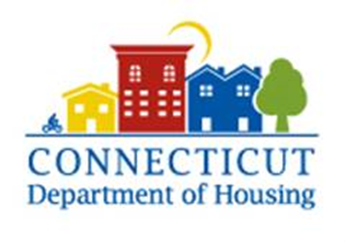 CONNECTICUT
Department of Housing